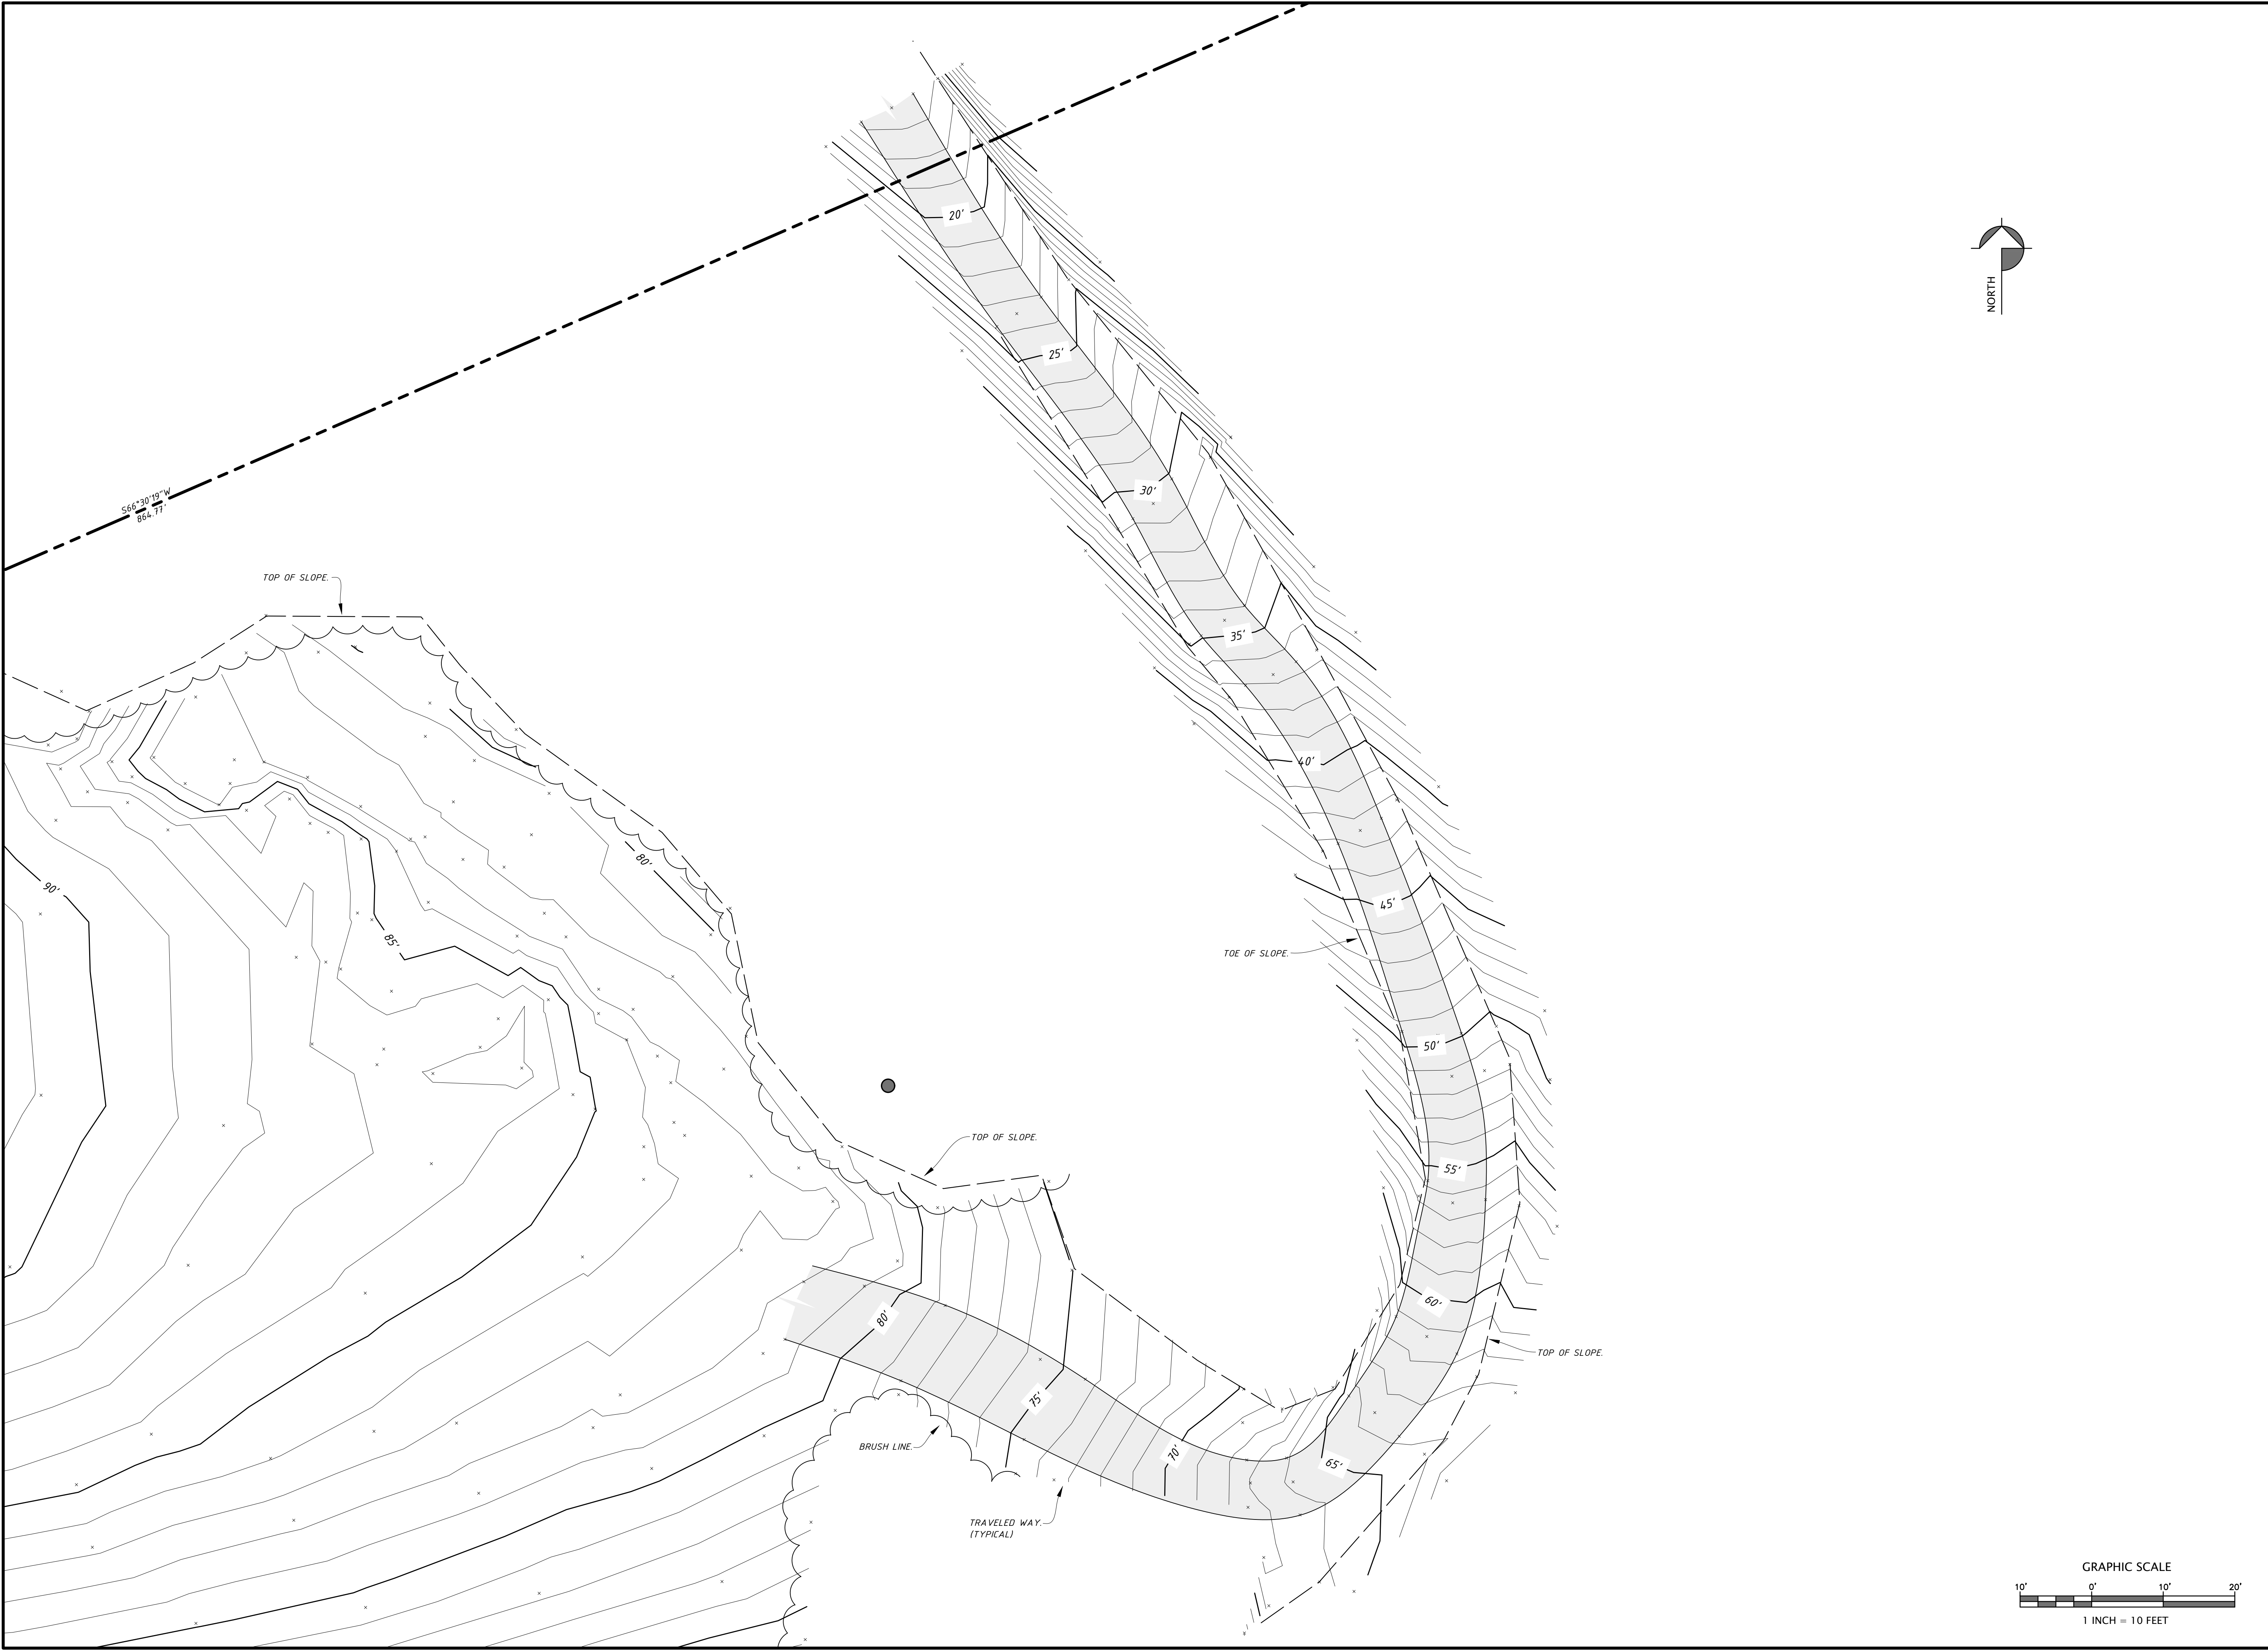 20'
NORTH
25'
30'
S66°30'19"W
864.77'
TOP OF SLOPE.
35'
40'
80'
90'
45'
85'
TOE OF SLOPE.
50'
TOP OF SLOPE.
55'
60'
80'
TOP OF SLOPE.
75'
BRUSH LINE.
70'
65'
TRAVELED WAY.
(TYPICAL)
GRAPHIC SCALE
10' 0' 10' 20'
1 INCH = 10 FEET